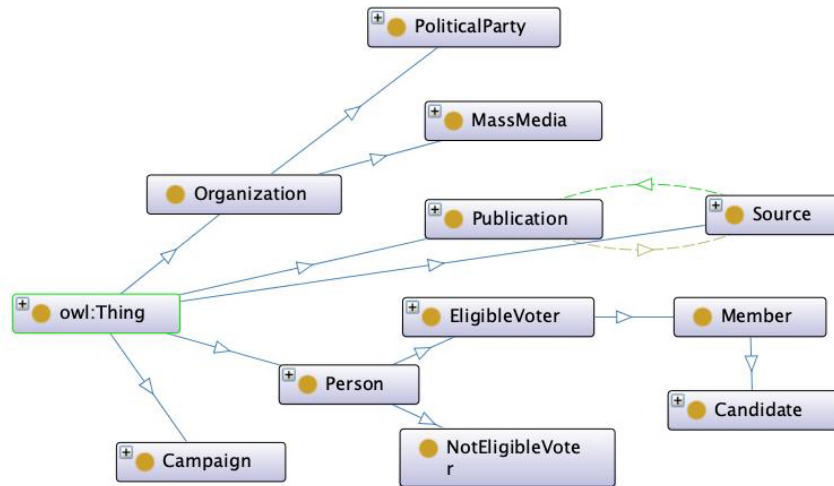 PoliticalParty
MassMedia
Organization
Publication
Source
owl:Thing
EligibleVoter
Member
Person
Candidate
NotEligibleVote
r
Campaign